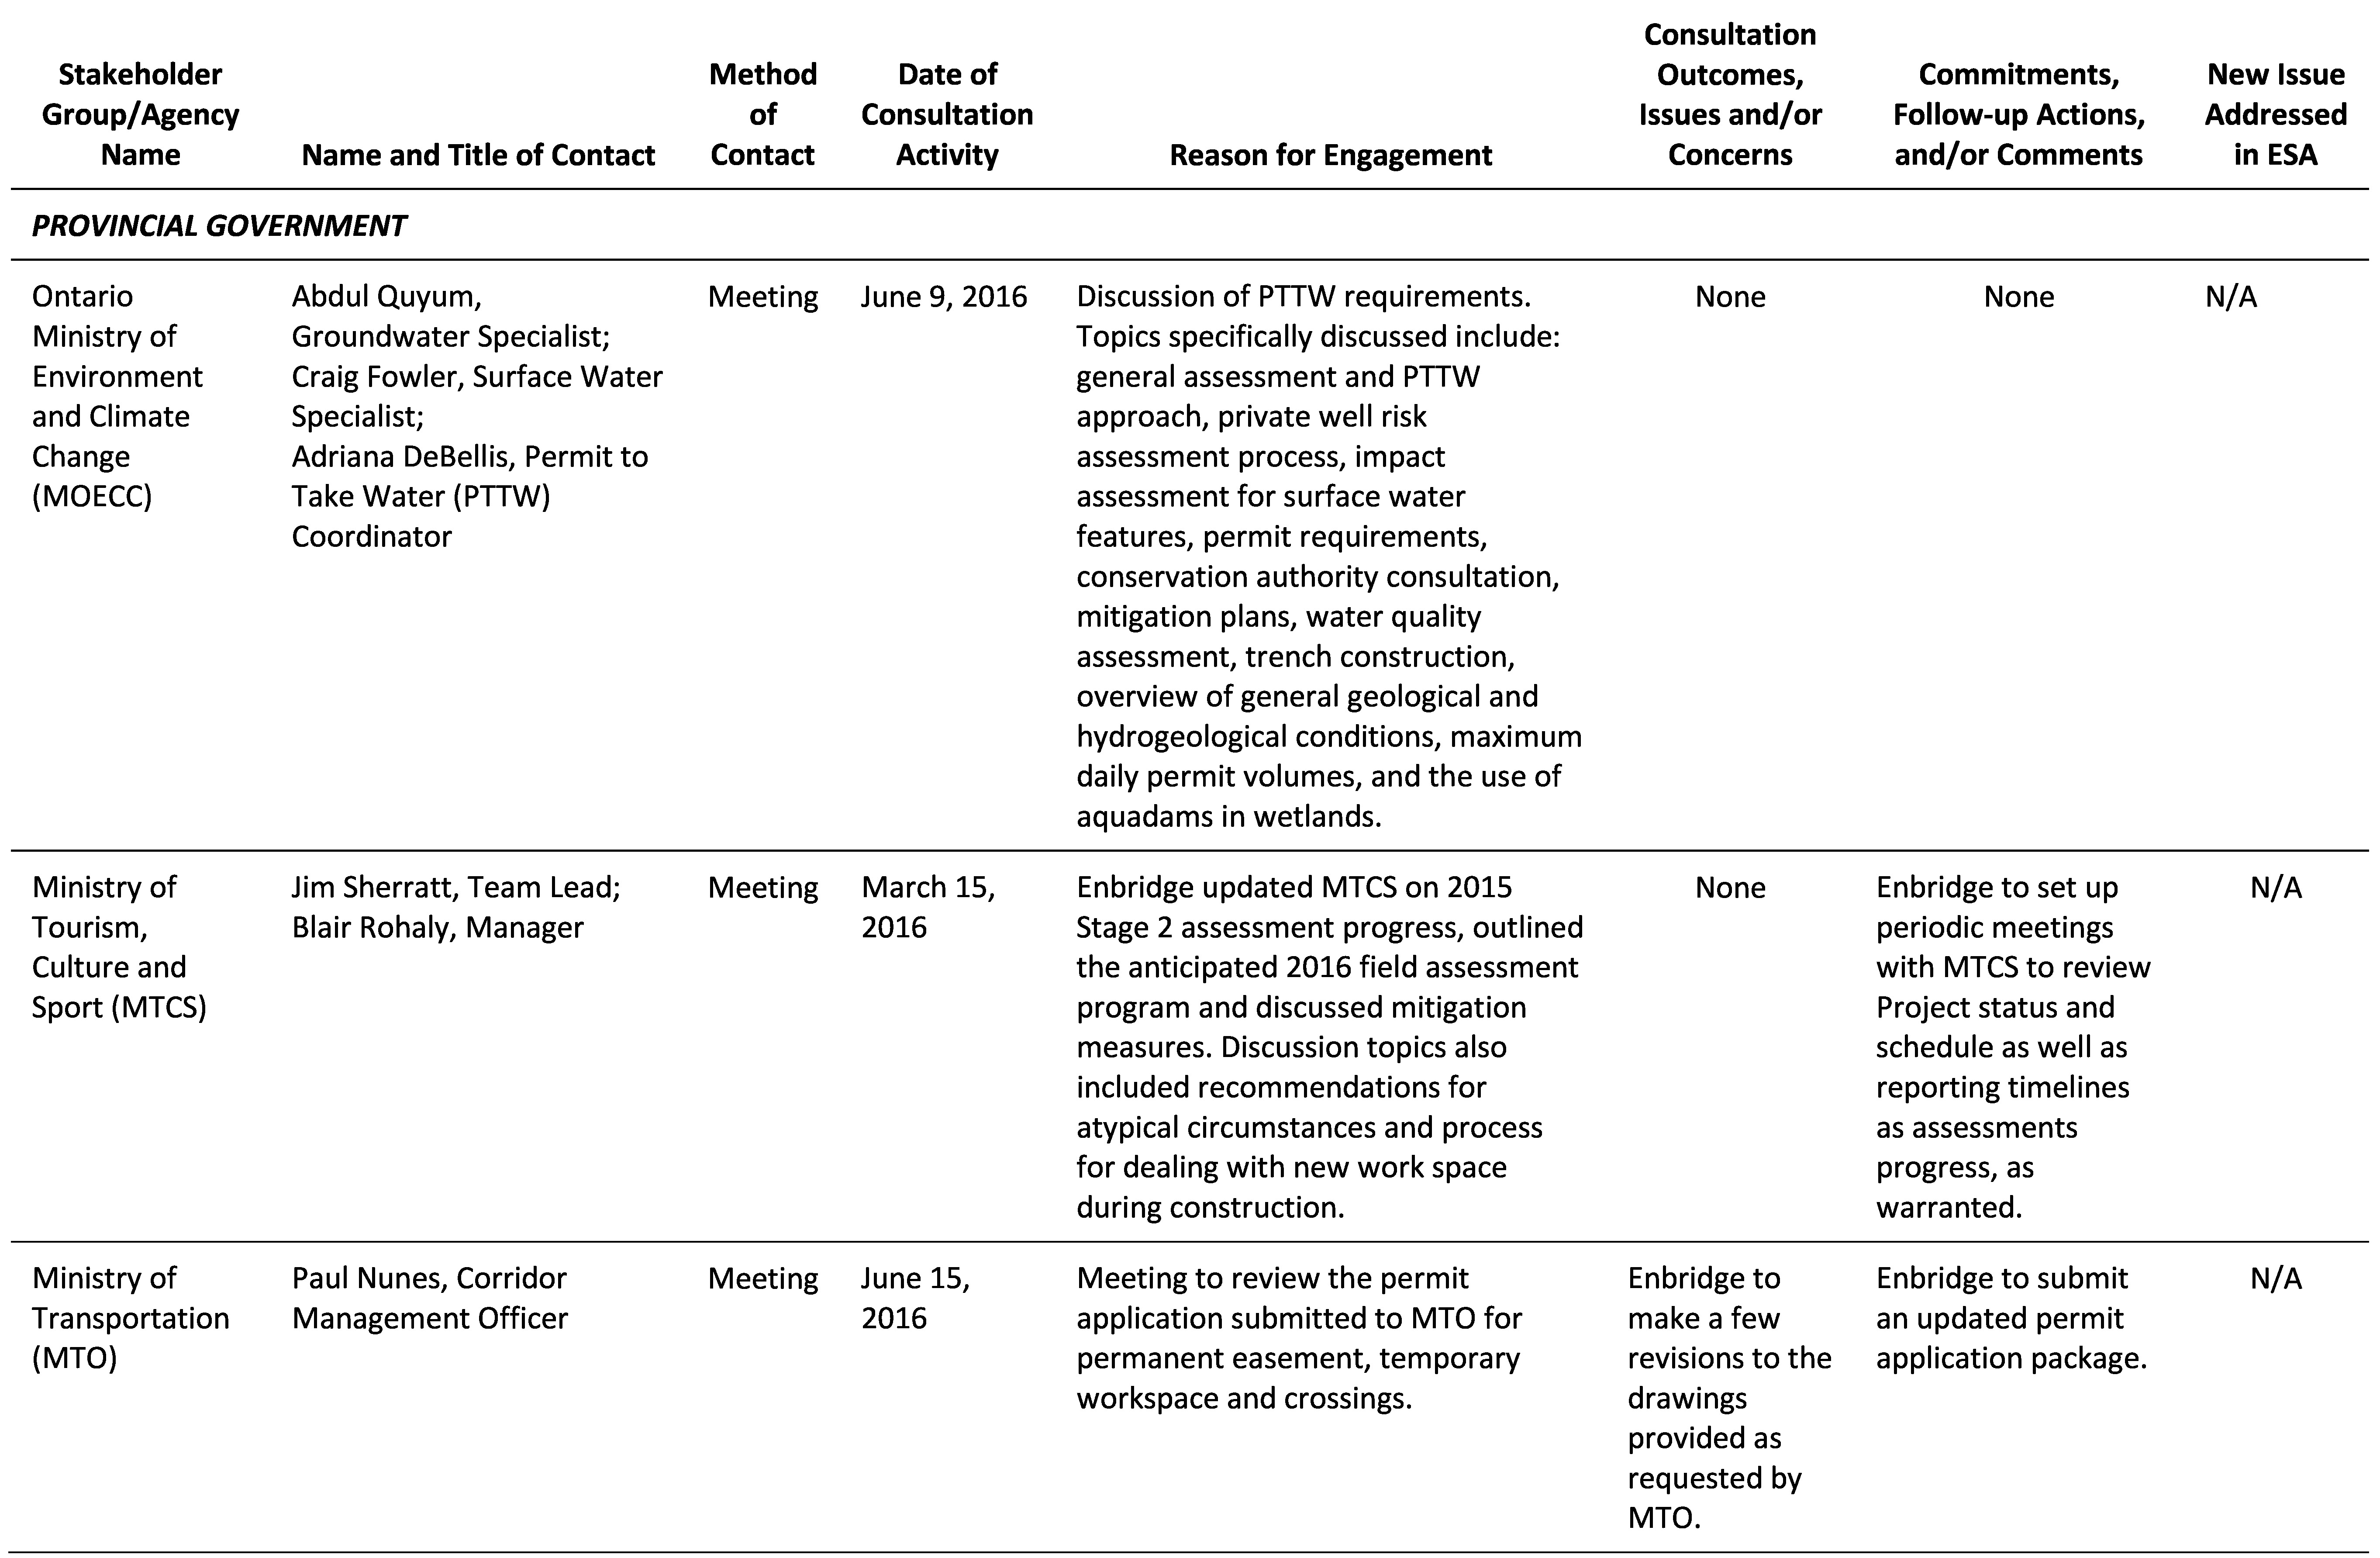 Stakeholder
Group/Agency
Name
Name and Title of Contact
Method
of
Contact
Date of
Consultation
Activity
Reason for Engagement
Consultation
Outcomes,
Issues and/or
Concerns
Commitments,
Follow-up Actions,
and/or Comments
New Issue
Addressed
in ESA
PROVINCIAL GOVERNMENT
Ontario
Ministry of
Environment
and Climate
Change
(MOECC)
Abdul Quyum,
Groundwater Specialist;
Craig Fowler, Surface Water
Specialist;
Adriana DeBellis, Permit to
Take Water (PTTW)
Coordinator
Meeting
June 9, 2016
Discussion of PTTW requirements.
Topics specifically discussed include:
general assessment and PTTW
approach, private well risk
assessment process, impact
assessment for surface water
features, permit requirements,
conservation authority consultation,
mitigation plans, water quality
assessment, trench construction,
overview of general geological and
hydrogeological conditions, maximum
daily permit volumes, and the use of
aquadams in wetlands.
None
None
N/A
Ministry of
Tourism,
Culture and
Sport (MTCS)
Jim Sherratt, Team Lead;
Blair Rohaly, Manager
Meeting
March 15,
2016
Enbridge updated MTCS on 2015
Stage 2 assessment progress, outlined
the anticipated 2016 field assessment
program and discussed mitigation
measures. Discussion topics also
included recommendations for
atypical circumstances and process
for dealing with new work space
during construction.
None
Enbridge to set up
periodic meetings
with MTCS to review
Project status and
schedule as well as
reporting timelines
as assessments
progress, as
warranted.
N/A
Ministry of
Transportation
(MTO)
Paul Nunes, Corridor
Management Officer
Meeting
June 15,
2016
Meeting to review the permit
application submitted to MTO for
permanent easement, temporary
workspace and crossings.
Enbridge to
make a few
revisions to the
drawings
provided as
requested by
MTO.
Enbridge to submit
an updated permit
application package.
N/A